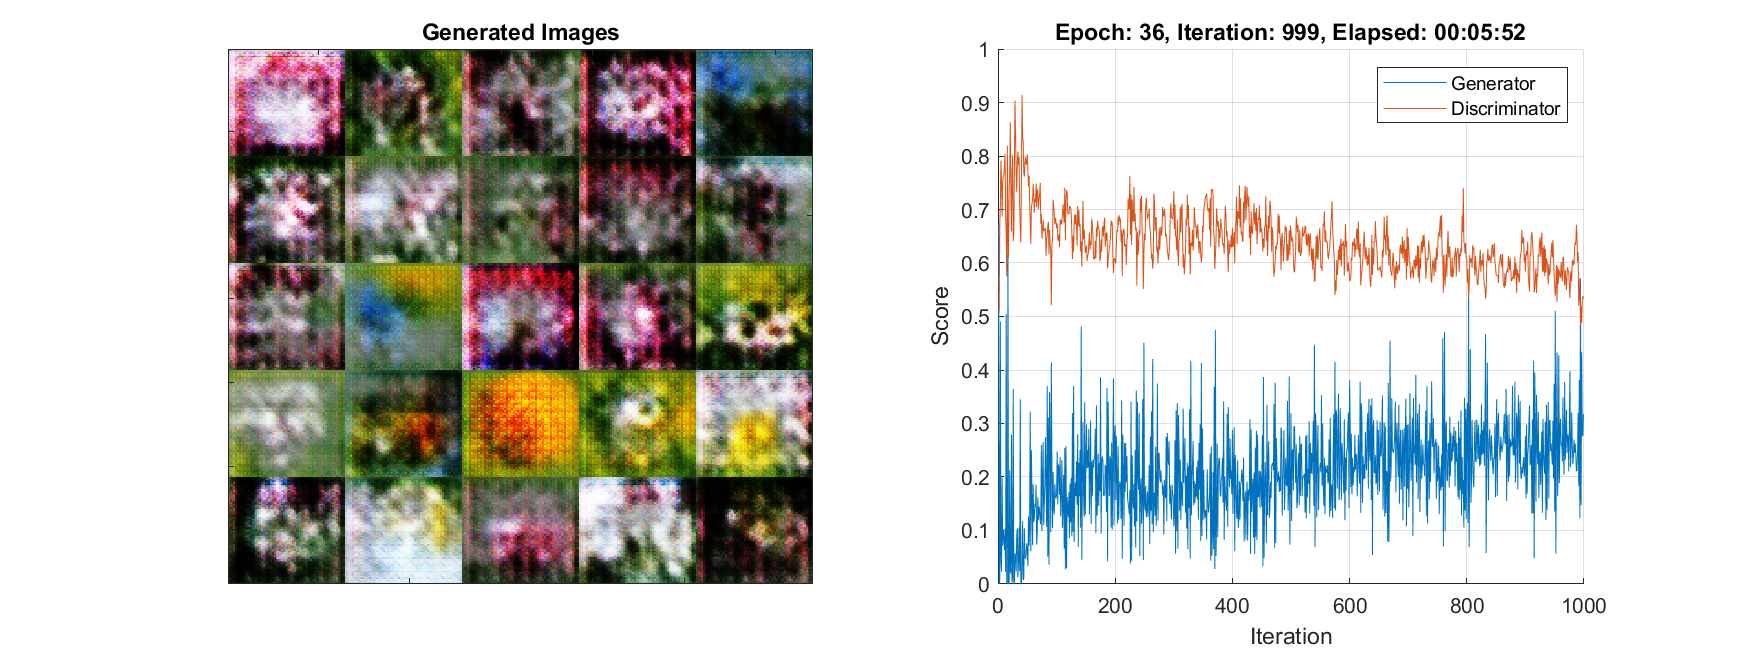 Generated Images
Epoch: 36, Iteration: 999, Elapsed: 00:05:52
Generator
Discriminator
1
0.9
0.8
0.7
0.6
0.5
0.4
0.3
0.2
0.1
0
Score
0 200 400 600 800 1000
Iteration